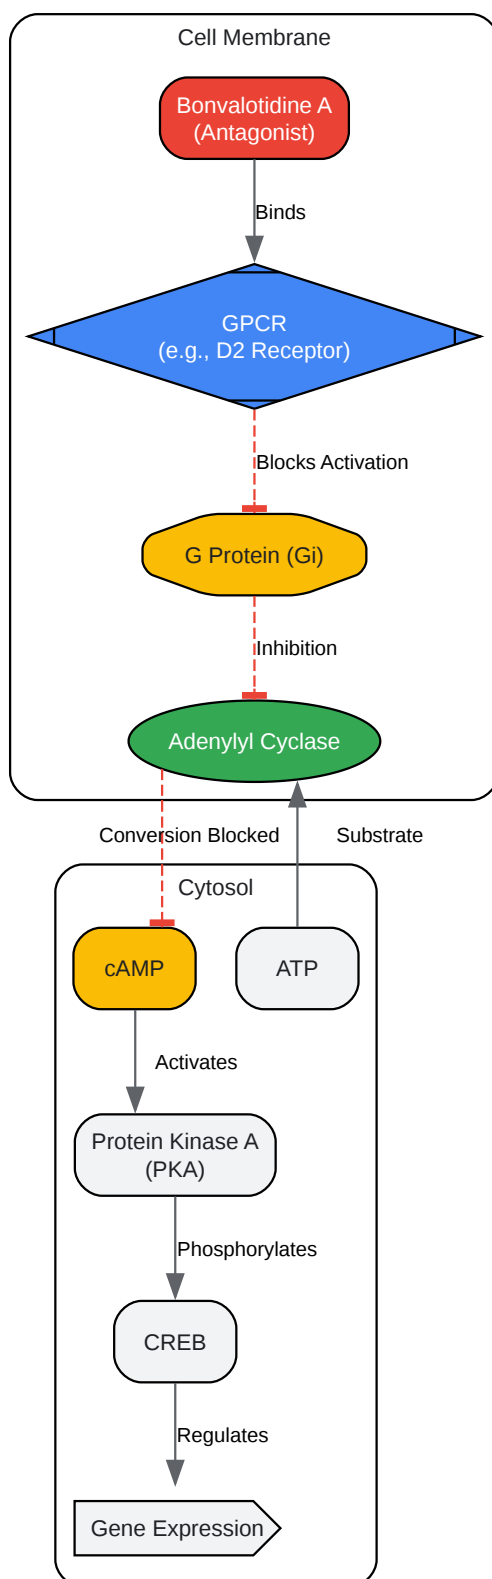 Cell Membrane
Bonvalotidine A
(Antagonist)
Binds
GPCR
(e.g., D2 Receptor)
Blocks Activation
G Protein (Gi)
Inhibition
Adenylyl Cyclase
Conversion Blocked
Substrate
Cytosol
cAMP
ATP
Activates
Protein Kinase A
(PKA)
Phosphorylates
CREB
Regulates
Gene Expression